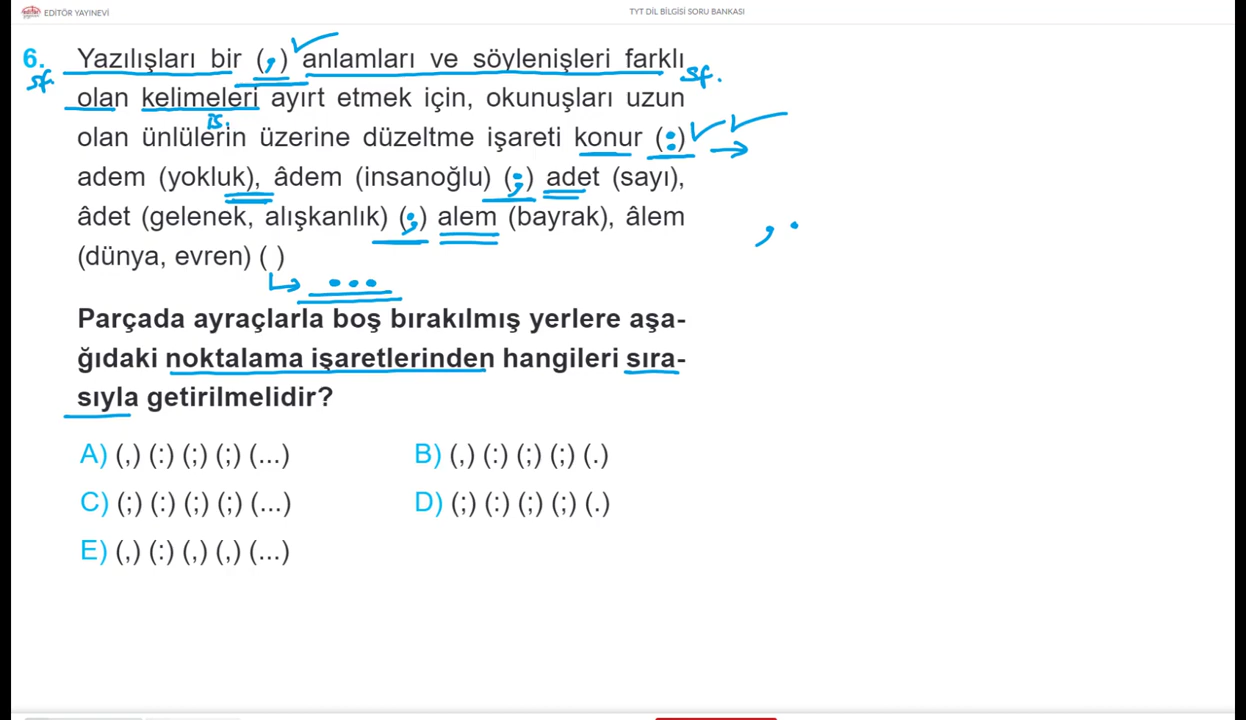 EDİTÖR YAYINEVİ
TYT DİL BİLGİSİ SORU BANKASI
6. Yazılışları bir (,) anlamları ve söylenişleri farklı
sf. sf.
olan kelimeleri ayırt etmek için, okunuşları uzun
is.
olan ünlülerin üzerine düzeltme işareti konur (:)
adem (yokluk), âdem (insanoğlu) (;) adet (sayı),
âdet (gelenek, alışkanlık) (;) alem (bayrak), âlem
, .
(dünya, evren) ( )
...
Parçada ayraçlarla boş bırakılmış yerlere aşa-
ğıdaki noktalama işaretlerinden hangileri sıra-
sıyla getirilmelidir?
A) (,) (:) (;) (;) (...) B) (,) (:) (;) (;) (.)
C) (;) (:) (;) (;) (...) D) (;) (:) (;) (;) (.)
E) (,) (:) (,) (,) (...)